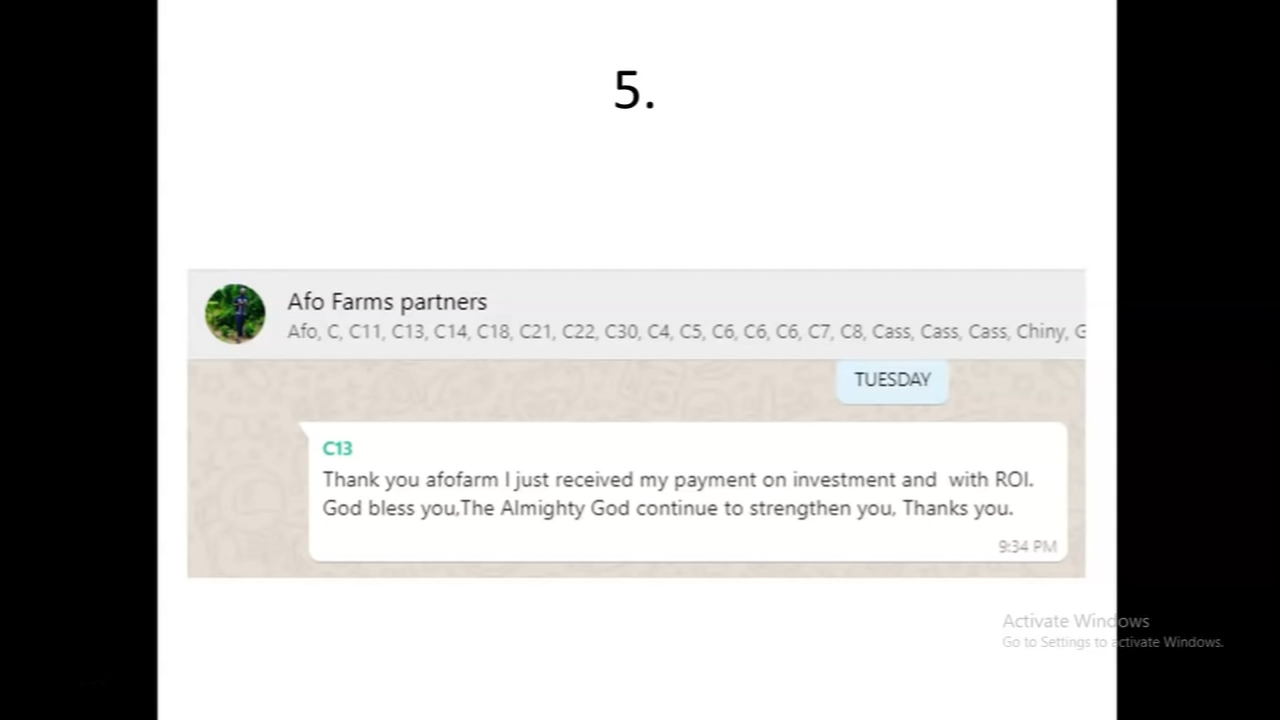 5.
Afo Farms partners
Afo, C, C11, C13, C14, C18, C21, C22, C30, C4, C5, C6, C6, C6, C7, C8, Cass, Cass, Cass, Chiny, G
TUESDAY
C13
Thank you afofarm I just received my payment on investment and  with ROI.
God bless you,The Almighty God continue to strengthen you, Thanks you.
9:34 PM
Activate Windows
Go to Settings to activate Windows.